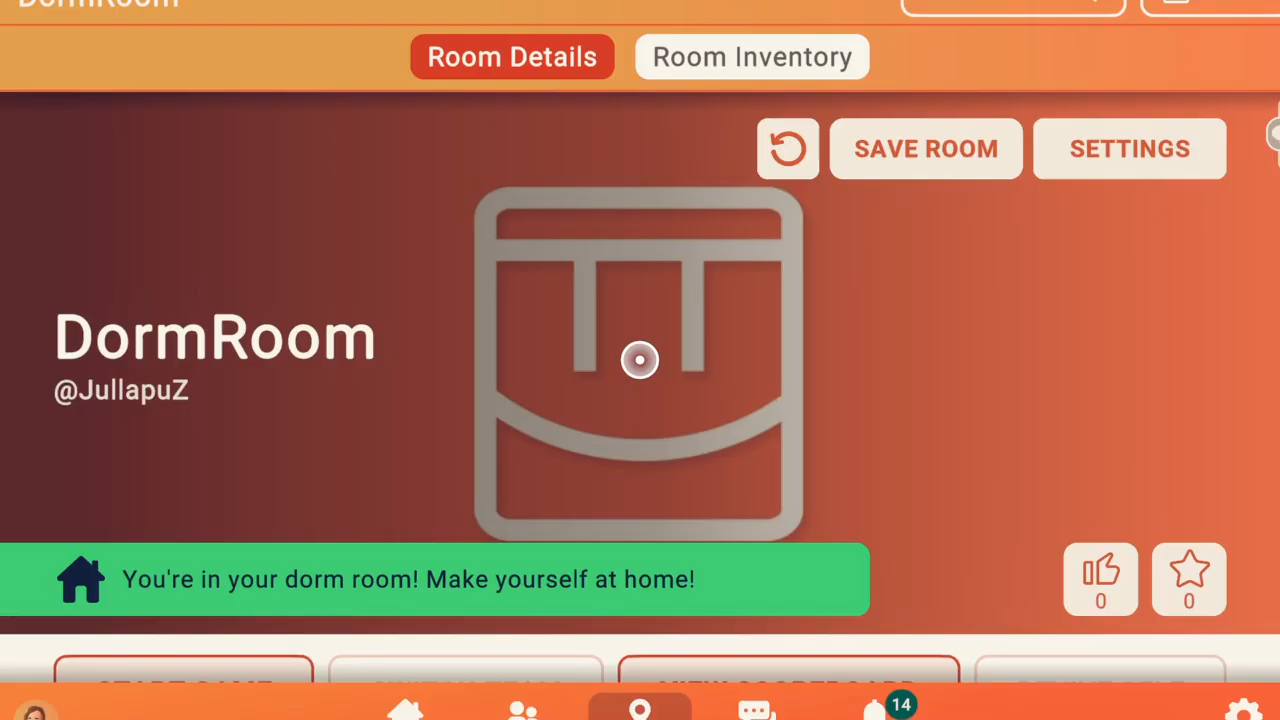 DormRoom
Room Details
Room Inventory
SAVE ROOM
SETTINGS
DormRoom
@JullapuZ
You're in your dorm room! Make yourself at home!
0
0
14